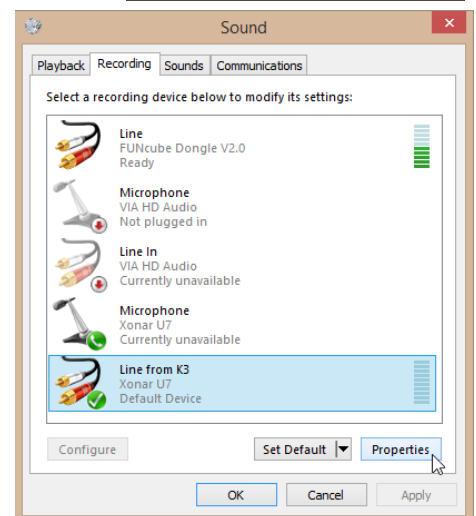 Sound
Playback Recording Sounds Communications
Select a recording device below to modify its settings:
Line
FUNcube Dongle V2.0
Ready
Microphone
VIA HD Audio
Not plugged in
Line In
VIA HD Audio
Currently unavailable
Microphone
Xonar U7
Currently unavailable
Line from K3
Xonar U7
Default Device
Configure Set Default Properties
OK Cancel Apply